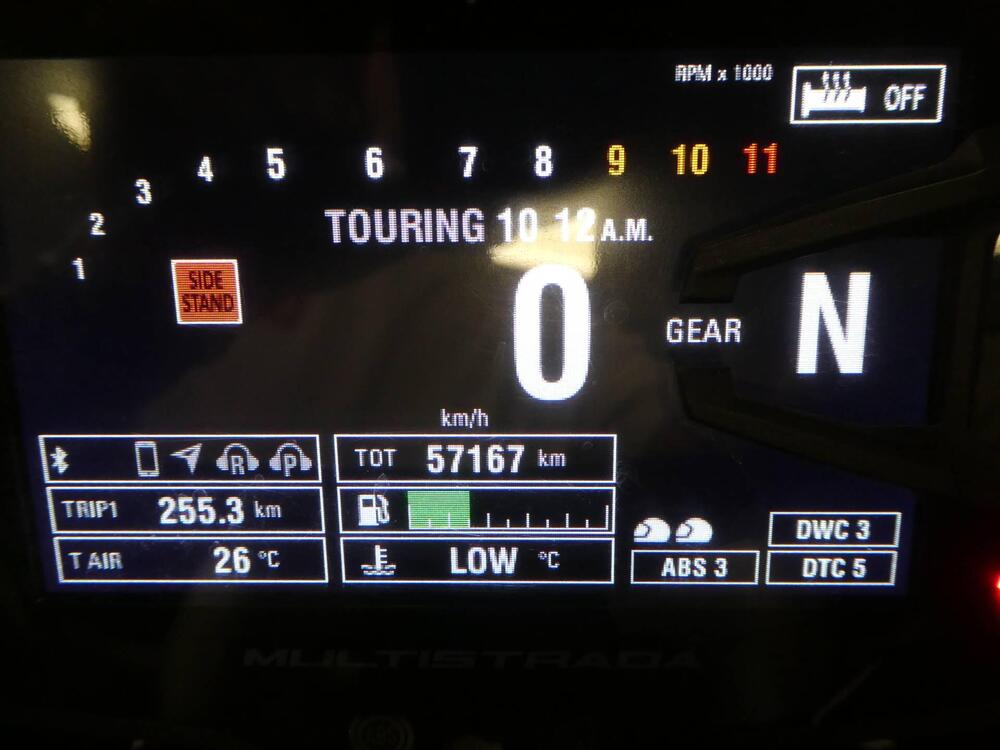 RPM x 1000
OFF
1 2 3 4 5 6 7 8 9 10 11
TOURING 10 12 A.M.
SIDE
STAND
0
GEAR N
km/h
R P
TOT 57167 km
TRIP1 255.3 km
T AIR 26 °C
LOW °C
DWC 3
ABS 3
DTC 5
MULTISTRADA
ABS